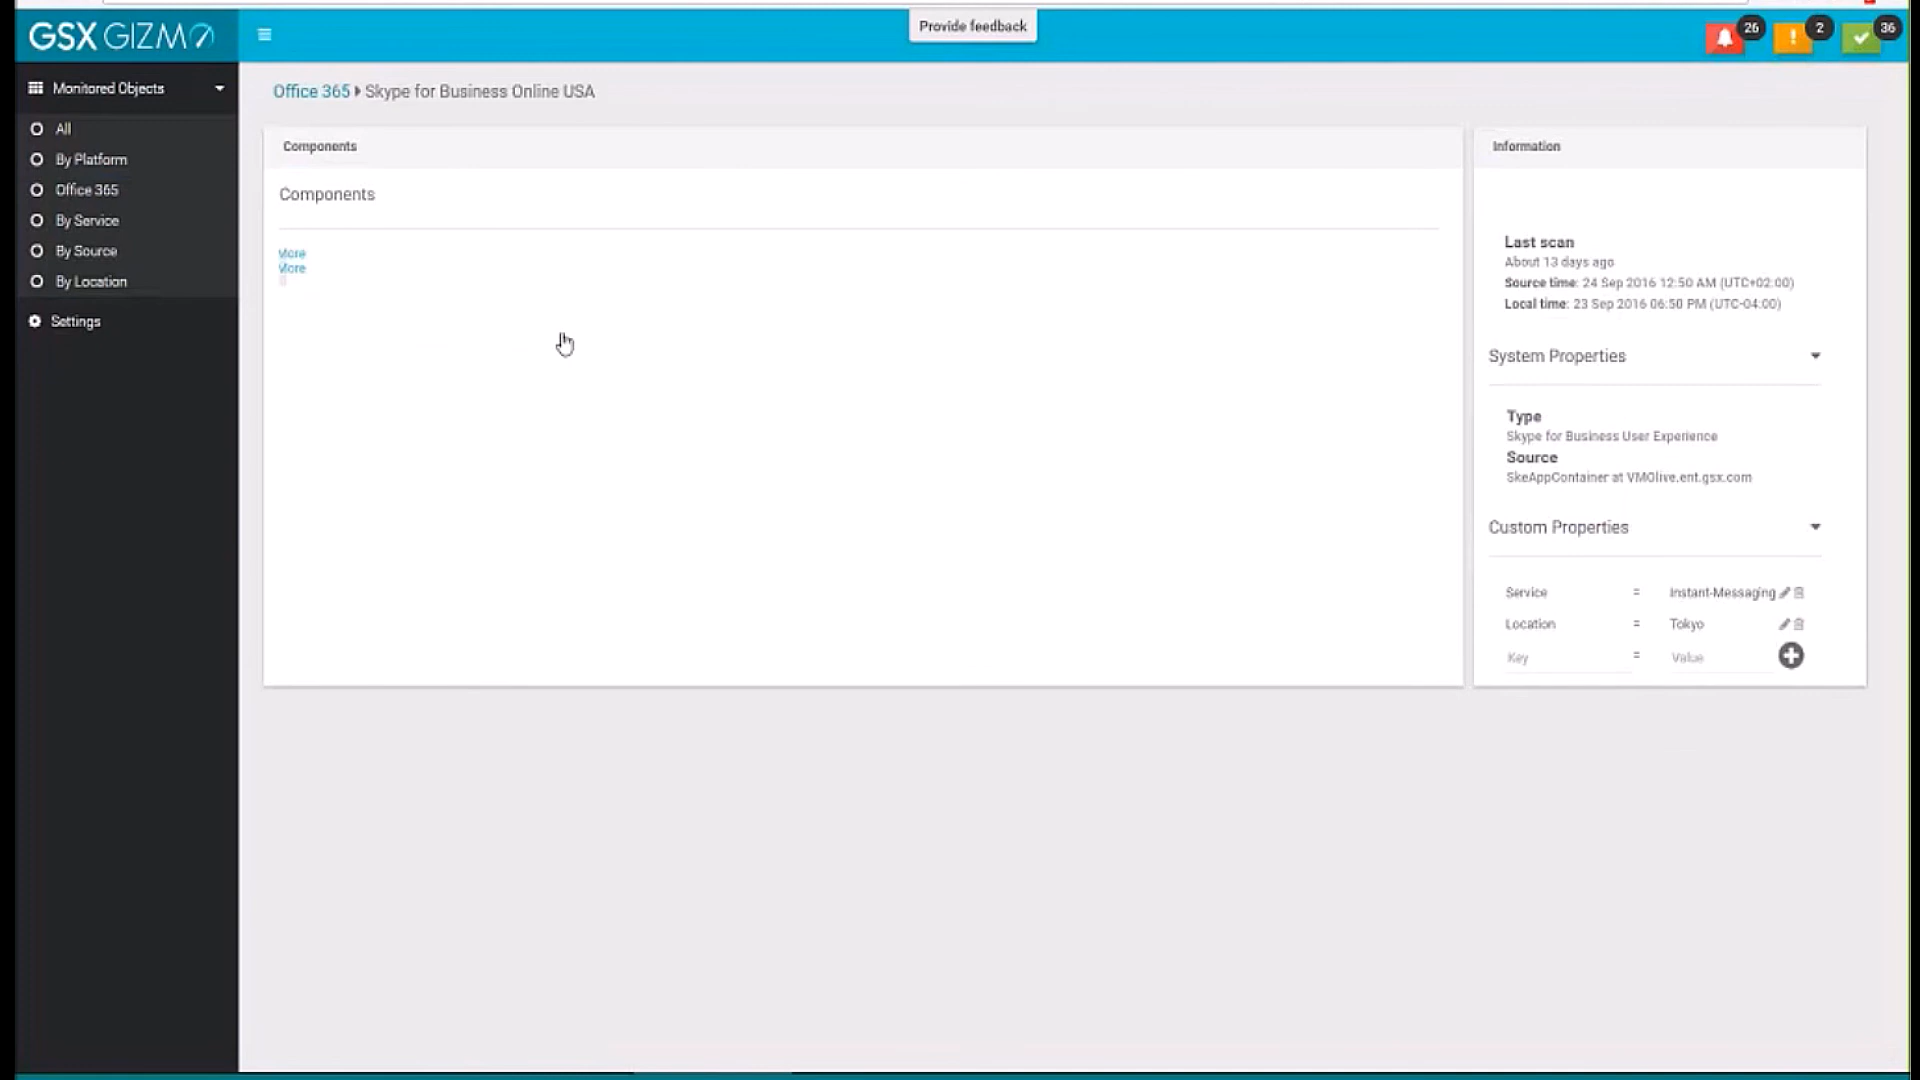 GSX GIZMO
Provide feedback
26
2
36
Monitored Objects
All
By Platform
Office 365
By Service
By Source
By Location
Settings
Office 365 Skype for Business Online USA
Components
Components
More
More
Information
Last scan
About 13 days ago
Source time: 24 Sep 2016 12:50 AM (UTC+02:00)
Local time: 23 Sep 2016 06:50 PM (UTC-04:00)
System Properties
Type
Skype for Business User Experience
Source
SkeAppContainer at VMOlive.ent.gsx.com
Custom Properties
Service = Instant-Messaging
Location = Tokyo
Key = Value